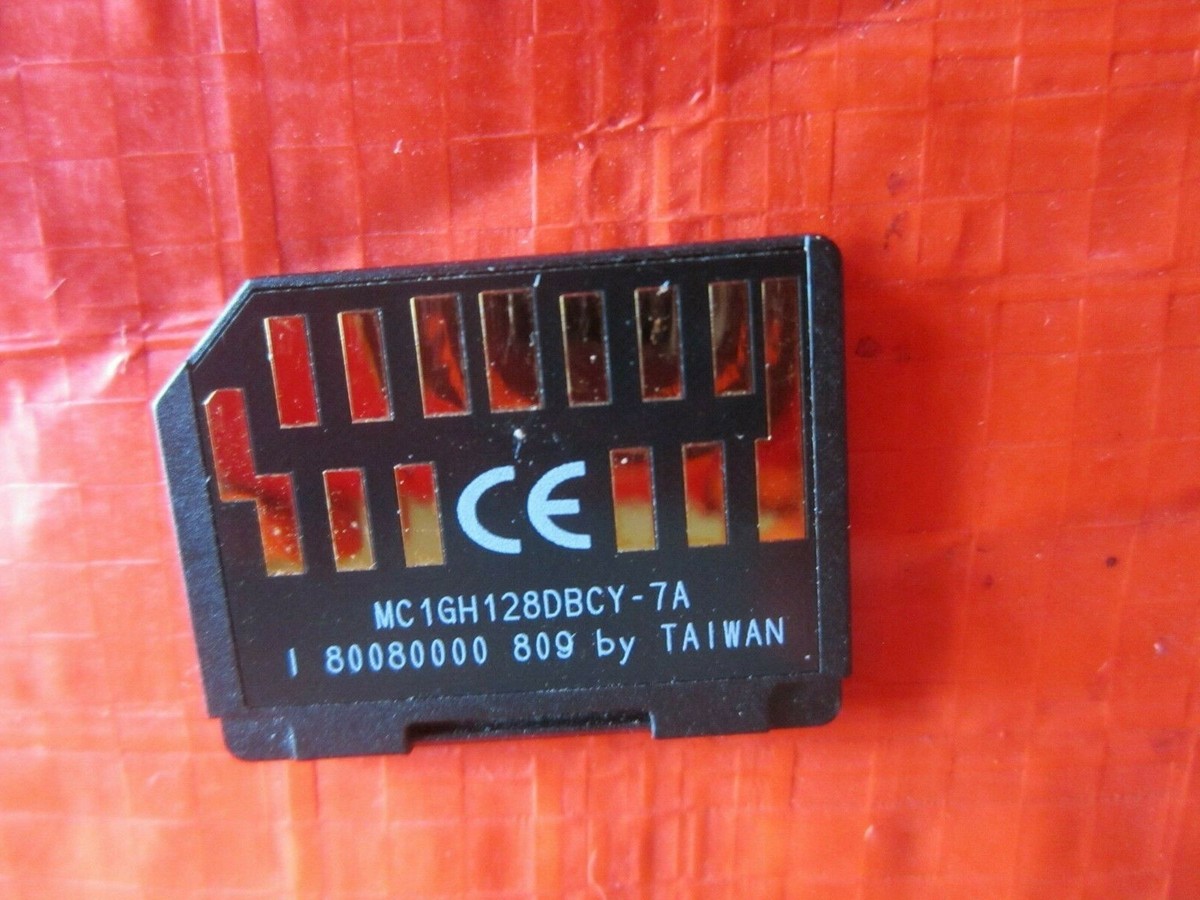 CE
MC1GH128DBCY-7A
I 80080000 809 by TAIWAN